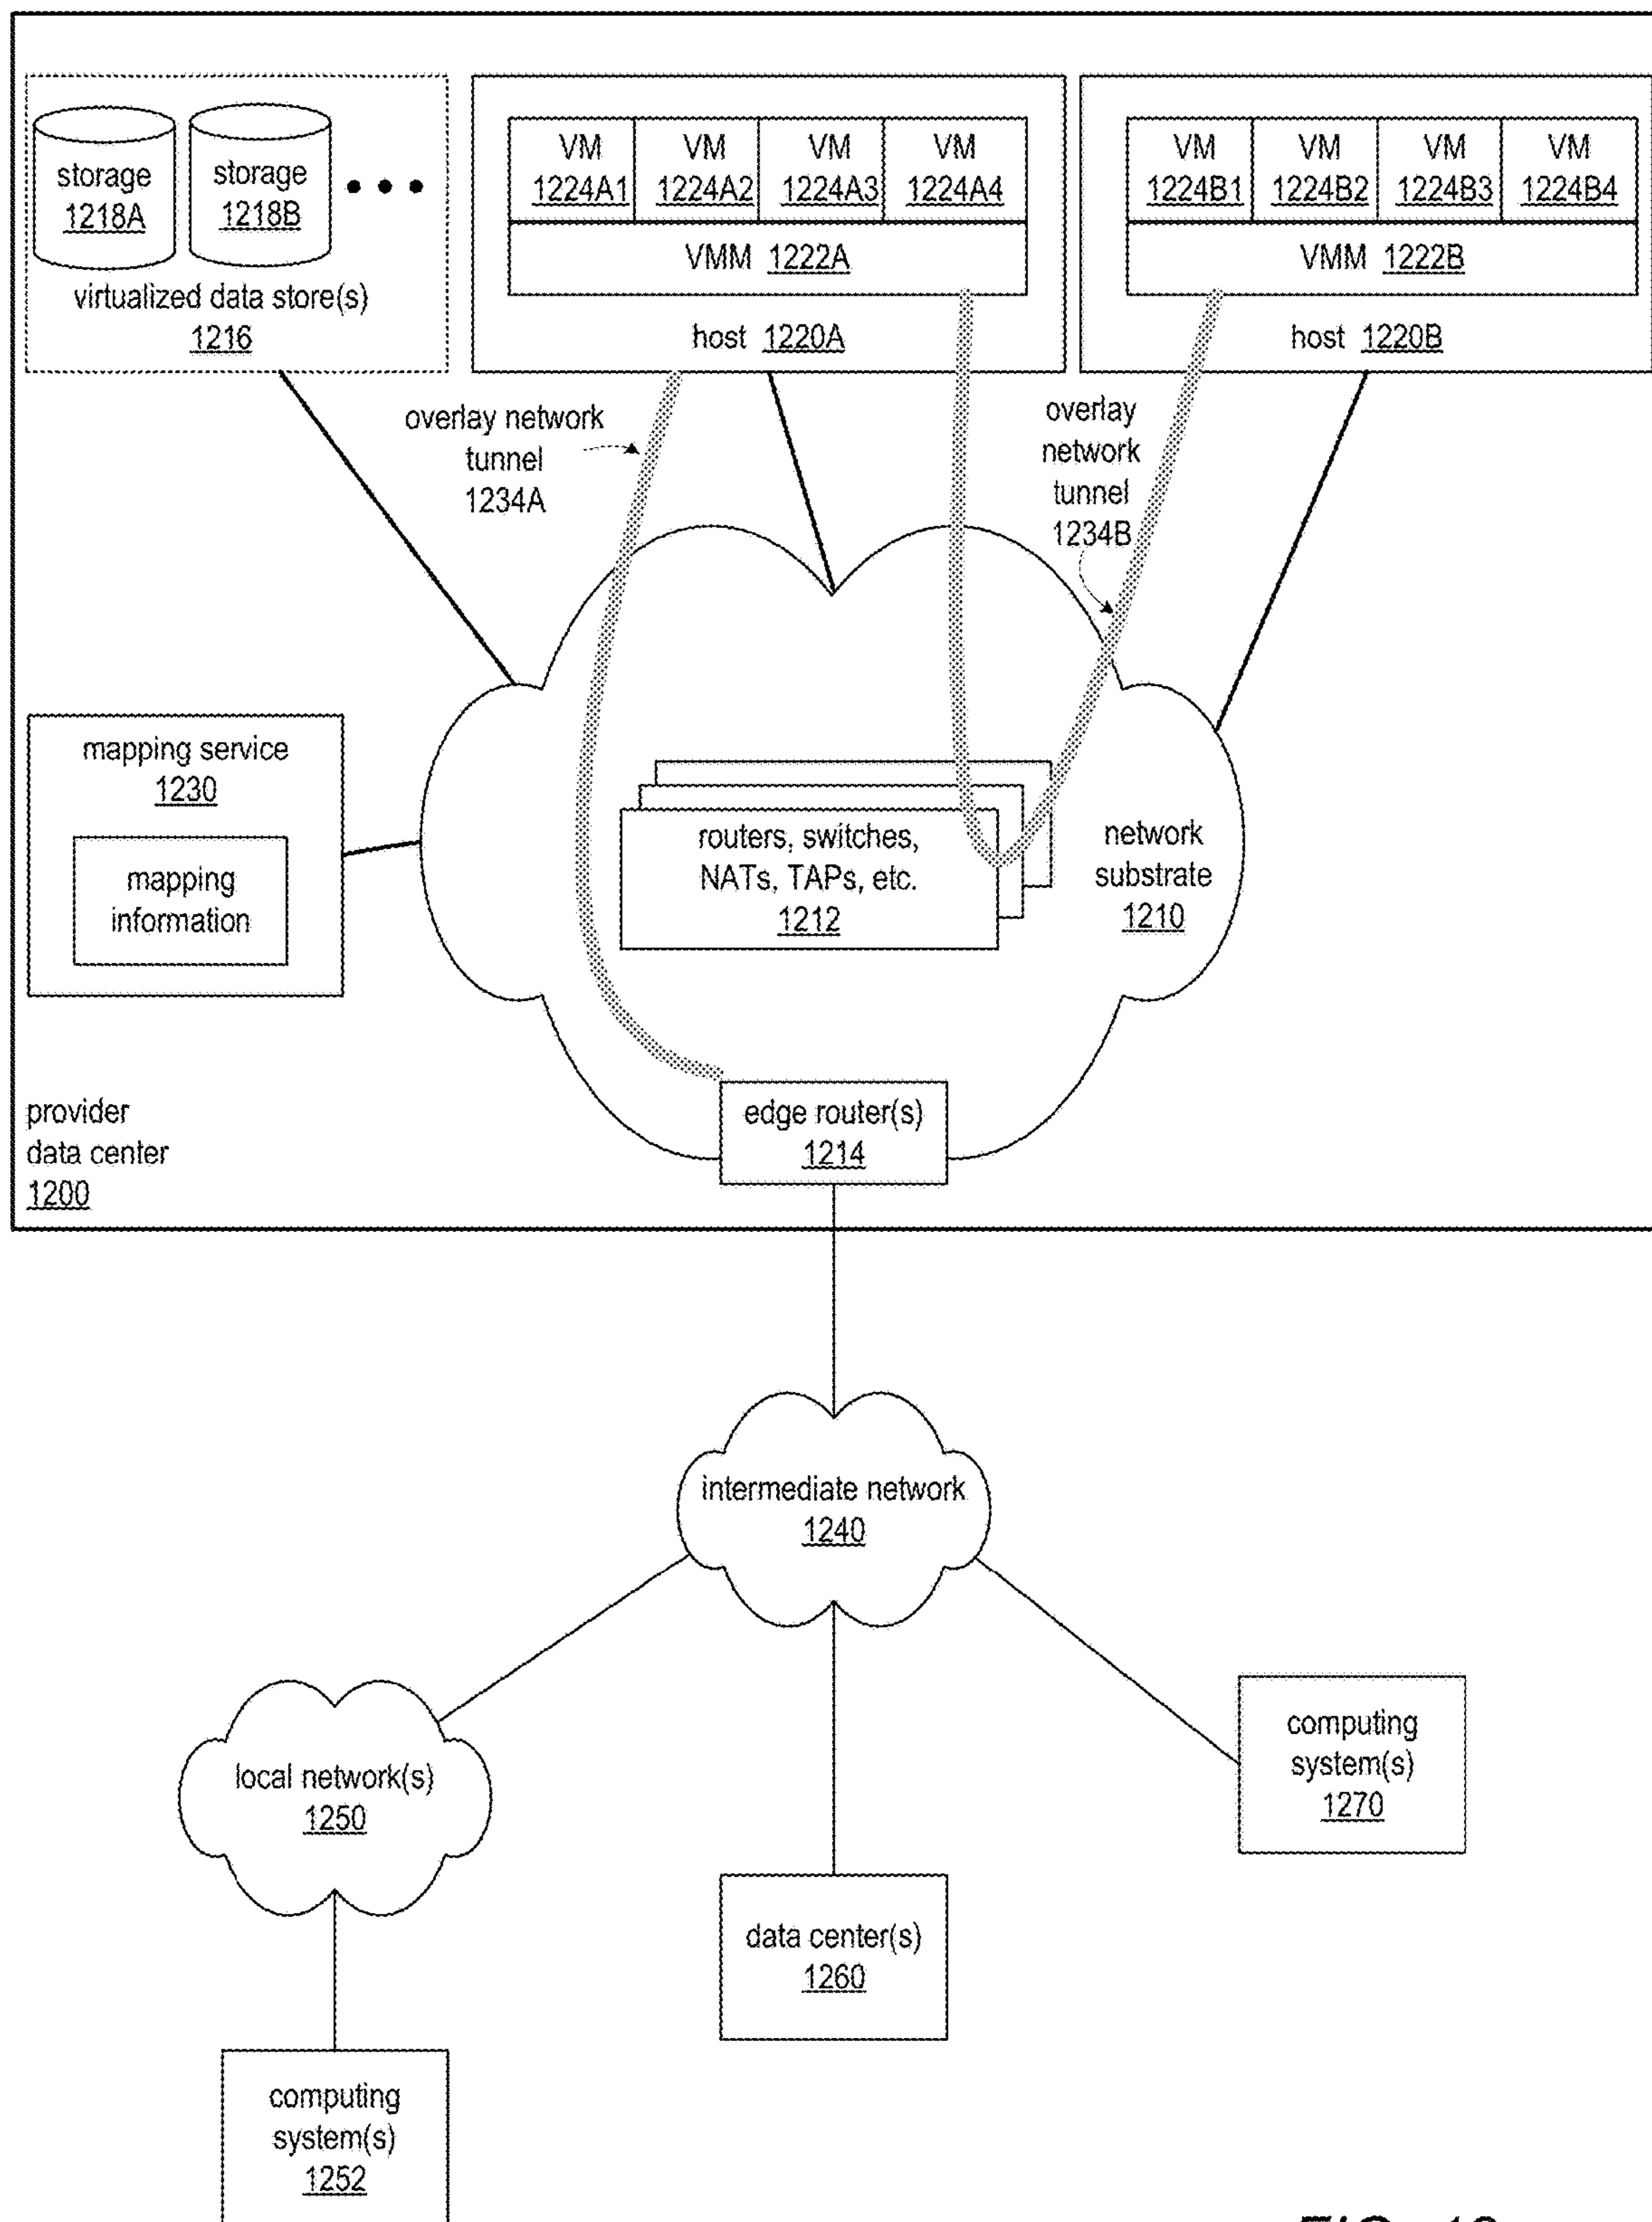 storage
1218A
storage
1218B
virtualized data store(s)
1216
VM
1224A1
VM
1224A2
VM
1224A3
VM
1224A4
VMM 1222A
host 1220A
VM
1224B1
VM
1224B2
VM
1224B3
VM
1224B4
VMM 1222B
host 1220B
overlay network
tunnel
1234A
overlay
network
tunnel
1234B
mapping service
1230
mapping
information
routers, switches,
NATs, TAPs, etc.
1212
network
substrate
1210
edge router(s)
1214
provider
data center
1200
intermediate network
1240
local network(s)
1250
computing
system(s)
1270
data center(s)
1260
computing
system(s)
1252